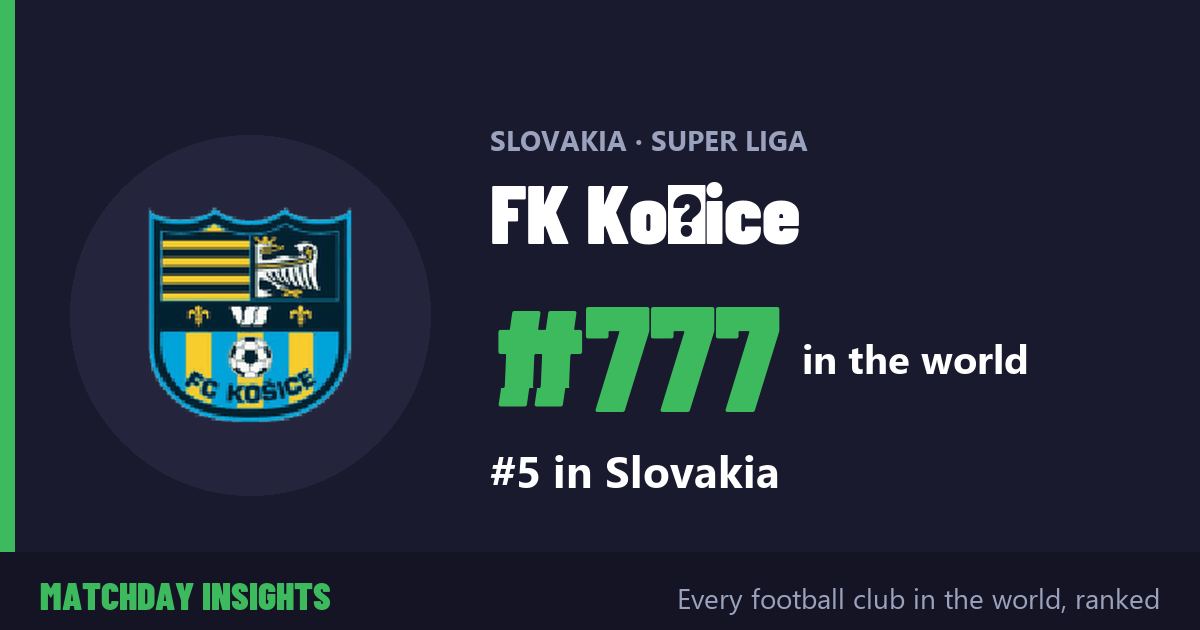 SLOVAKIA · SUPER LIGA
FK Ko�ice
#777 in the world
#5 in Slovakia
FC KOŠICE
MATCHDAY INSIGHTS
Every football club in the world, ranked